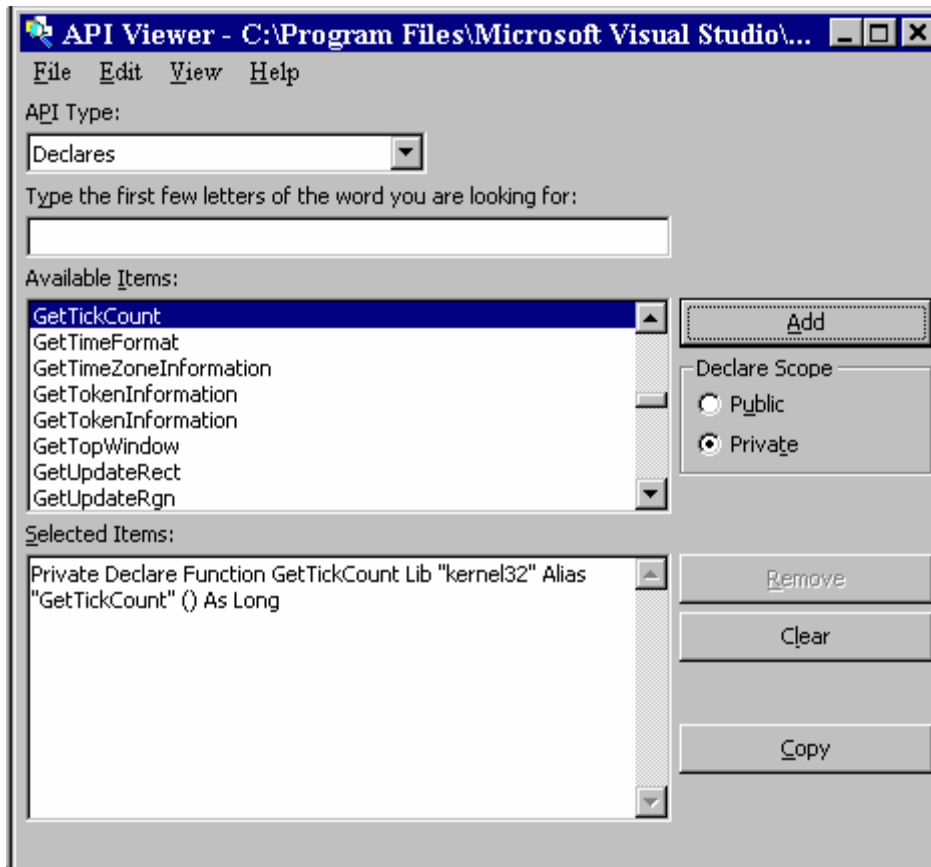 API Viewer - C:\Program Files\Microsoft Visual Studio\...
File Edit View Help
API Type:
Declares
Type the first few letters of the word you are looking for:
Available Items:
GetTickCount
GetTimeFormat
GetTimeZoneInformation
GetTokenInformation
GetTokenInformation
GetTopWindow
GetUpdateRect
GetUpdateRgn
Add
Declare Scope
Public
Private
Selected Items:
Private Declare Function GetTickCount Lib "kernel32" Alias
"GetTickCount" () As Long
Remove
Clear
Copy